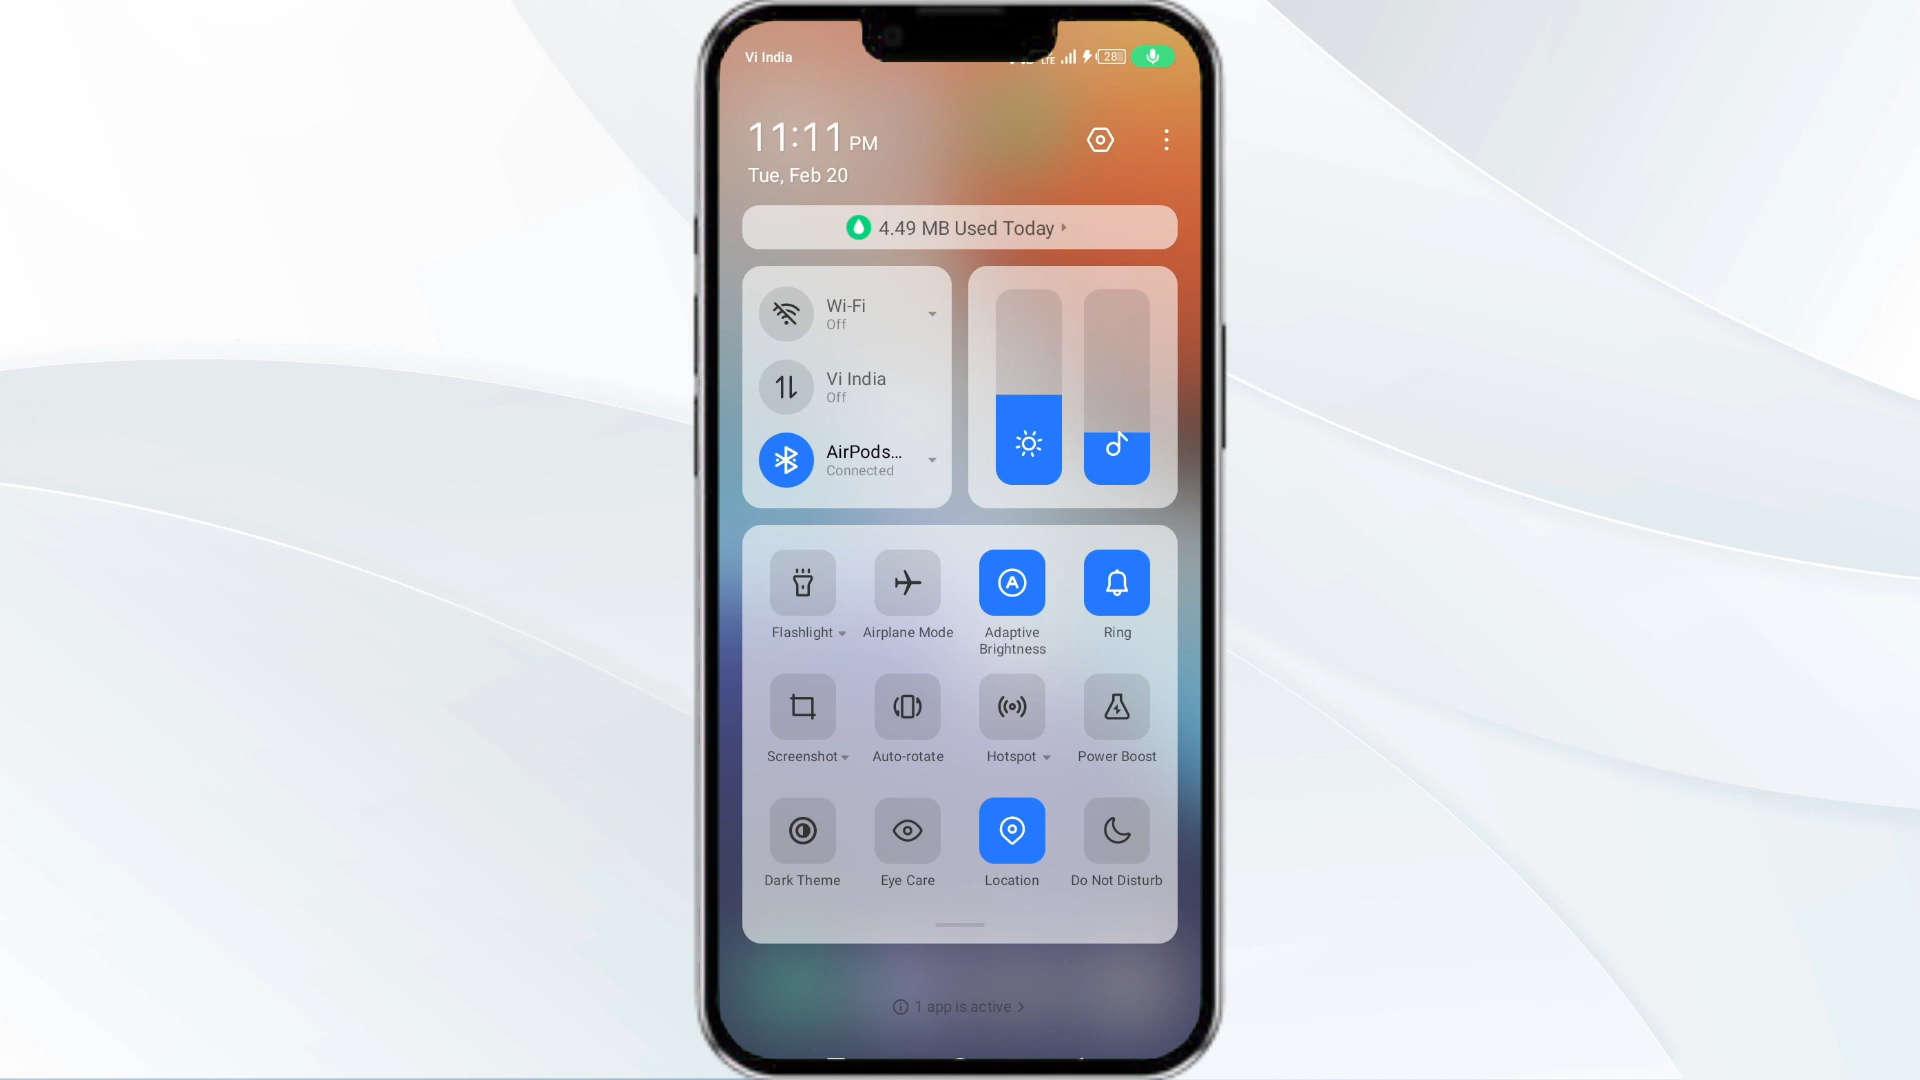 Vi India
LTE
28
11:11 PM
Tue, Feb 20
4.49 MB Used Today
Wi-Fi
Off
Vi India
Off
AirPods...
Connected
Flashlight
Airplane Mode
Adaptive
Brightness
Ring
Screenshot
Auto-rotate
Hotspot
Power Boost
Dark Theme
Eye Care
Location
Do Not Disturb
1 app is active